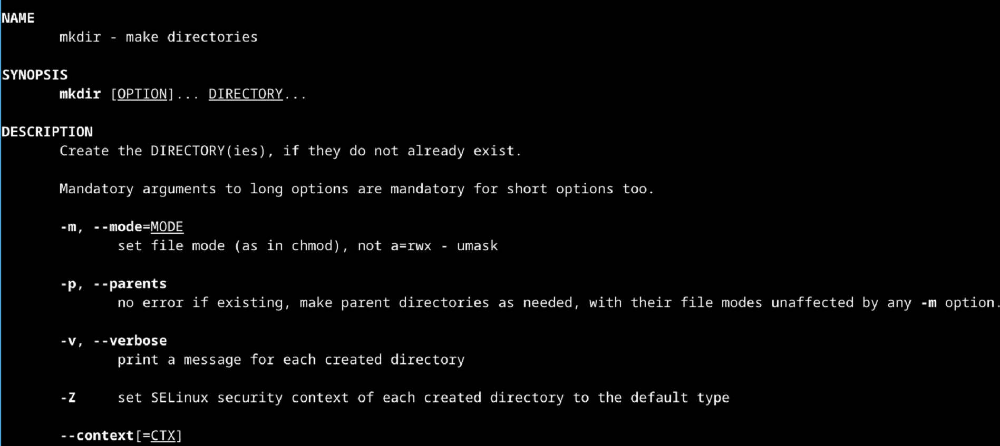 NAME
mkdir - make directories
SYNOPSIS
mkdir [OPTION]... DIRECTORY...
DESCRIPTION
Create the DIRECTORY(ies), if they do not already exist.
Mandatory arguments to long options are mandatory for short options too.
-m, --mode=MODE
set file mode (as in chmod), not a=rwx - umask
-p, --parents
no error if existing, make parent directories as needed, with their file modes unaffected by any -m option.
-v, --verbose
print a message for each created directory
-Z set SELinux security context of each created directory to the default type
--context[=CTX]